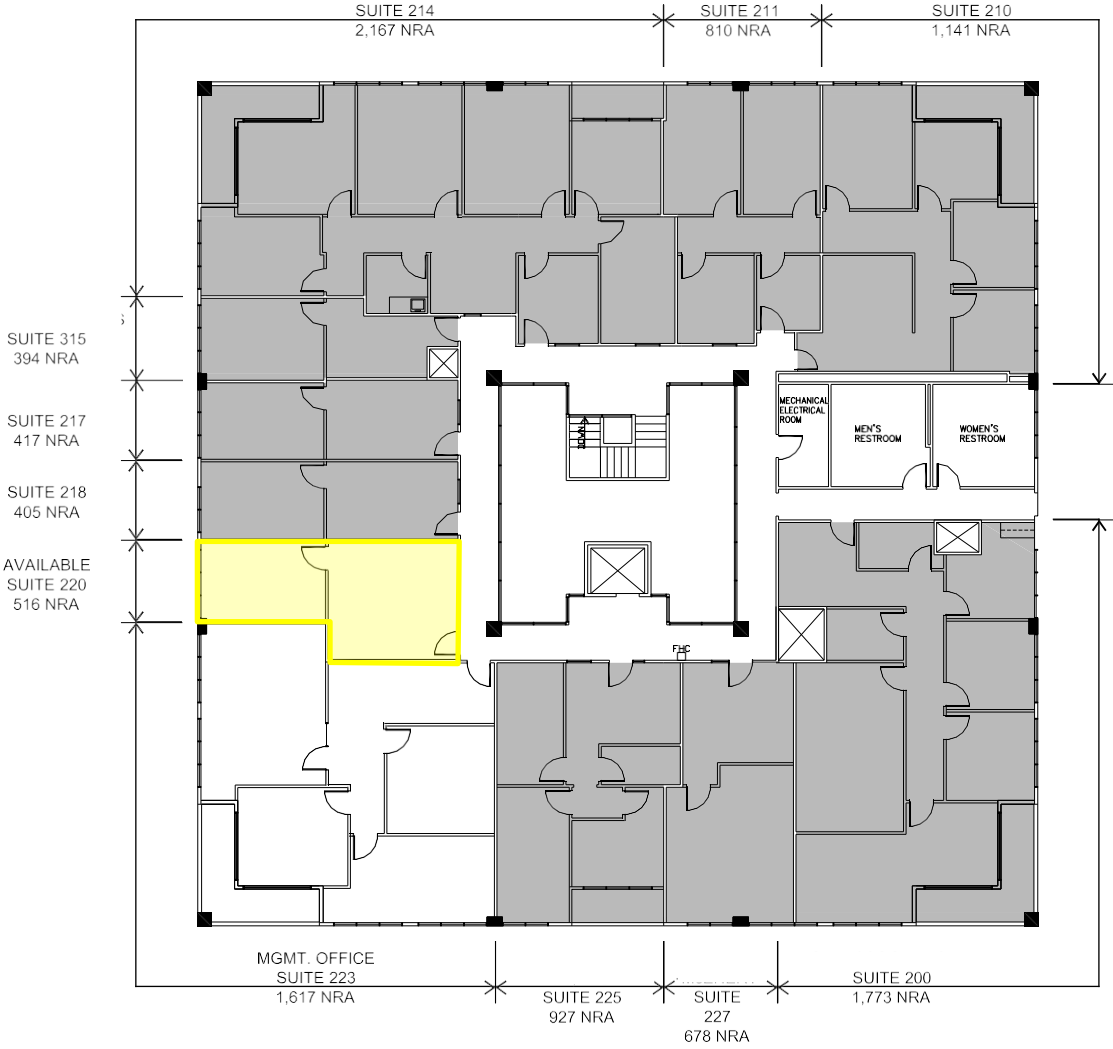 SUITE 214
2,167 NRA
SUITE 211
810 NRA
SUITE 210
1,141 NRA
SUITE 315
394 NRA
SUITE 217
417 NRA
SUITE 218
405 NRA
AVAILABLE
SUITE 220
516 NRA
MECHANICAL
ELECTRICAL
ROOM
MEN'S
RESTROOM
WOMEN'S
RESTROOM
DOWN
FHC
MGMT. OFFICE
SUITE 223
1,617 NRA
SUITE 225
927 NRA
SUITE
227
678 NRA
SUITE 200
1,773 NRA